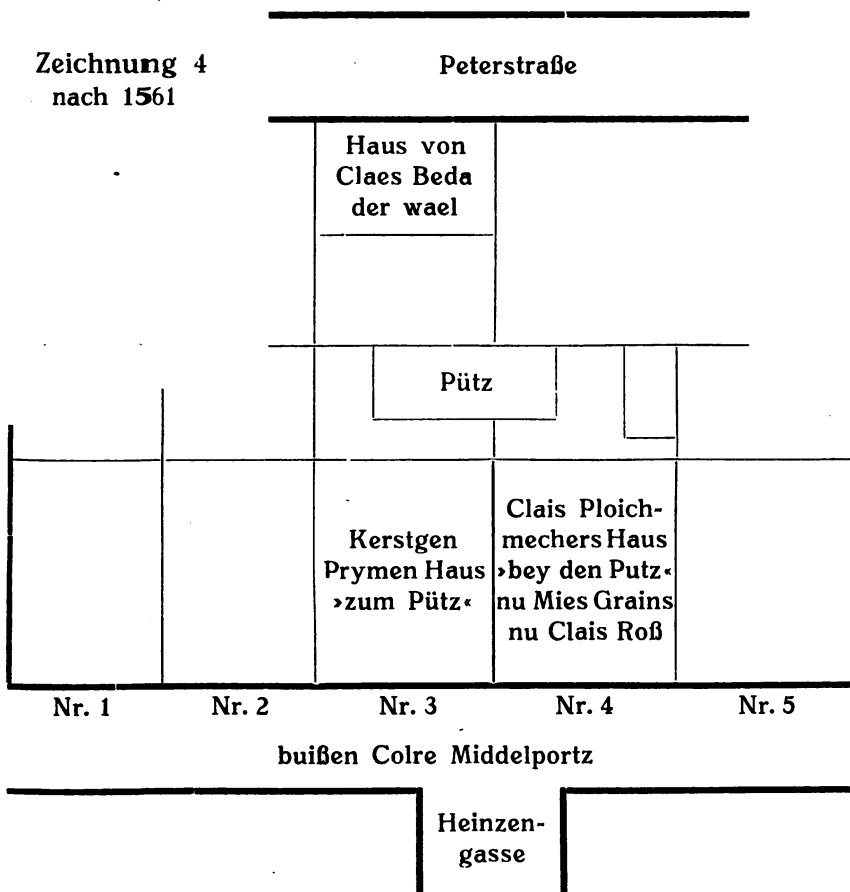 Zeichnung 4
nach 1561
Peterstraße
Haus von
Claes Beda
der wael
Pütz
Kerstgen
Prymen Haus
›zum Pütz‹
Clais Ploich-
mechers Haus
›bey den Putz‹
nu Mies Grains
nu Clais Roß
Nr. 1
Nr. 2
Nr. 3
Nr. 4
Nr. 5
buißen Colre Middelportz
Heinzen-
gasse